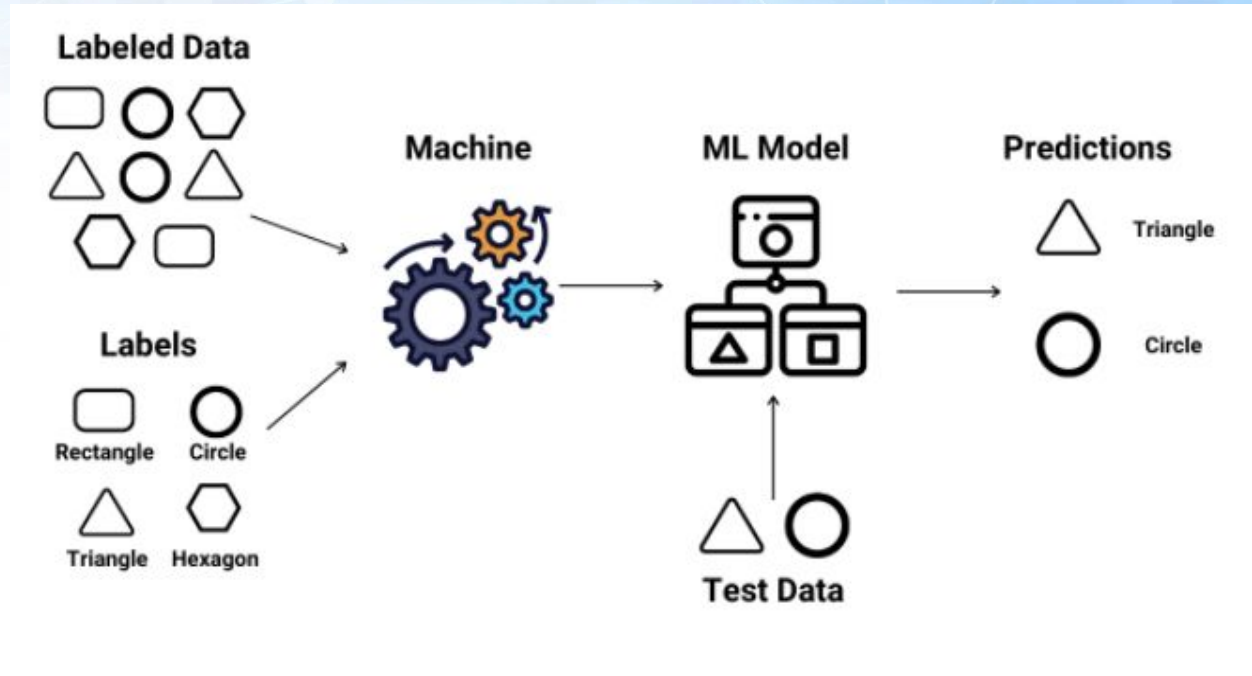 Labeled Data
Machine
ML Model
Predictions
Triangle
Circle
Labels
Rectangle Circle
Triangle Hexagon
Test Data